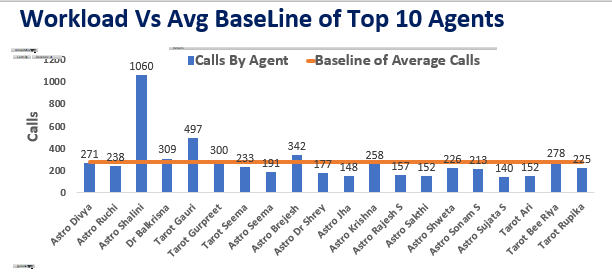 Workload Vs Avg BaseLine of Top 10 Agents
Calls By Agent Baseline of Average Calls
Calls
1200
1000
800
600
400
200
0
271 238 1060 309 497 300 233 191 342 177 148 258 157 152 226 213 140 152 278 225
Astro Divya
Astro Ruchi
Astro Shalini
Dr Balkrisna
Tarot Gauri
Tarot Gurpreet
Tarot Seema
Astro Seema
Astro Brejesh
Astro Dr Shrey
Astro Jha
Astro Krishna
Astro Rajesh S
Astro Sakthi
Astro Shweta
Astro Sonam S
Astro Sujata S
Tarot Ari
Tarot Bee Riya
Tarot Rupika